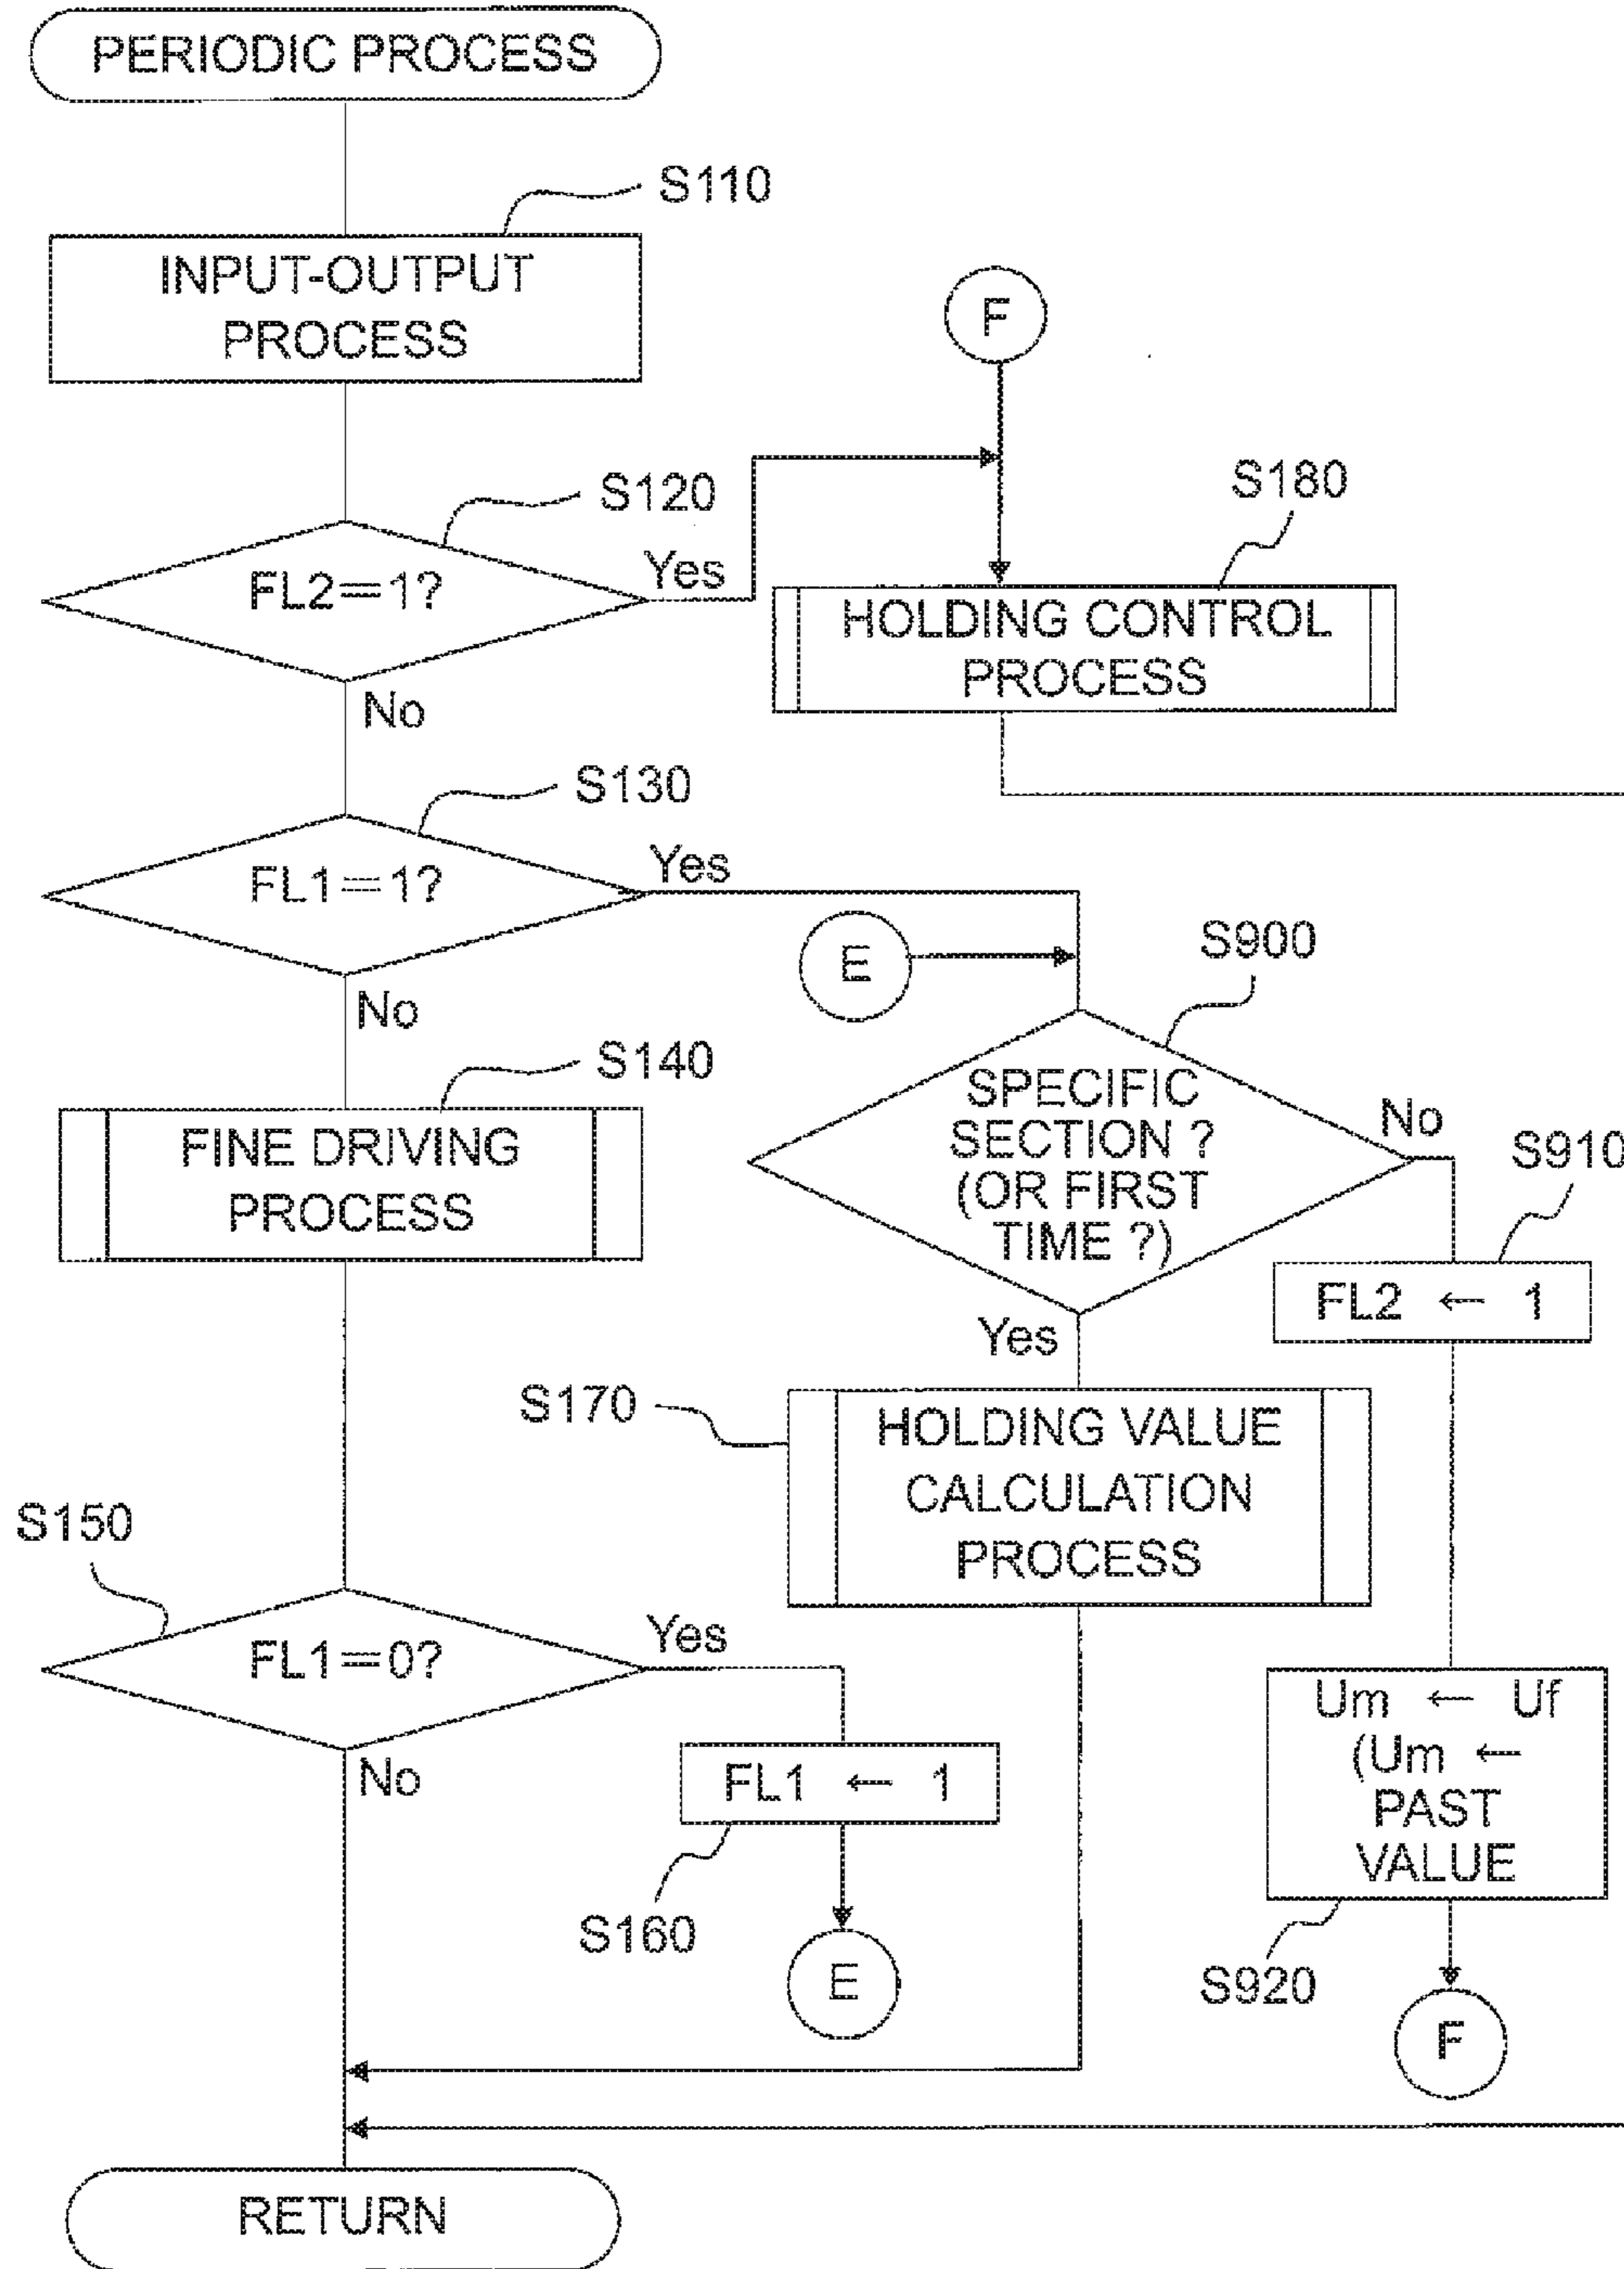 PERIODIC PROCESS
S110
INPUT-OUTPUT
PROCESS
F
S120
S180
FL2=1?
Yes
HOLDING CONTROL
PROCESS
No
S130
FL1=1?
Yes
E
S900
No
S140
SPECIFIC
SECTION ?
(OR FIRST
TIME ?)
No
S910
FINE DRIVING
PROCESS
FL2 ← 1
Yes
S170
HOLDING VALUE
CALCULATION
PROCESS
S150
FL1=0?
Yes
Um ← Uf
(Um ←
PAST
VALUE
No
FL1 ← 1
S160
E
S920
F
RETURN